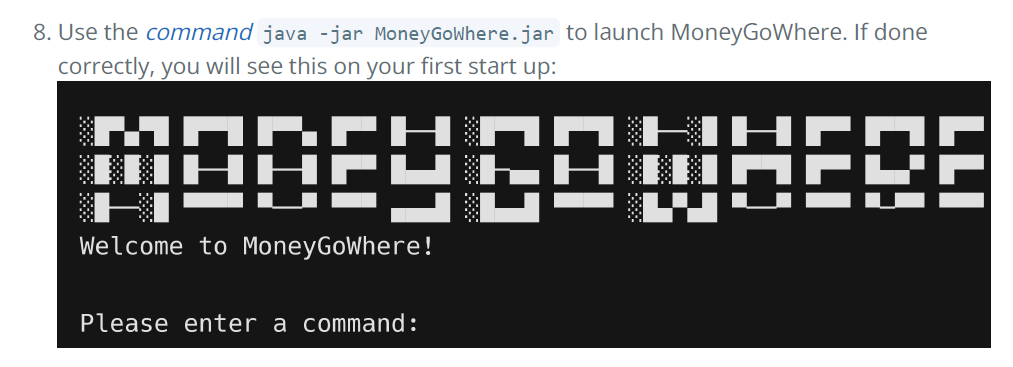 8. Use the command java -jar MoneyGoWhere.jar to launch MoneyGoWhere. If done
correctly, you will see this on your first start up:
MONEYGOWHERE
Welcome to MoneyGoWhere!
Please enter a command: